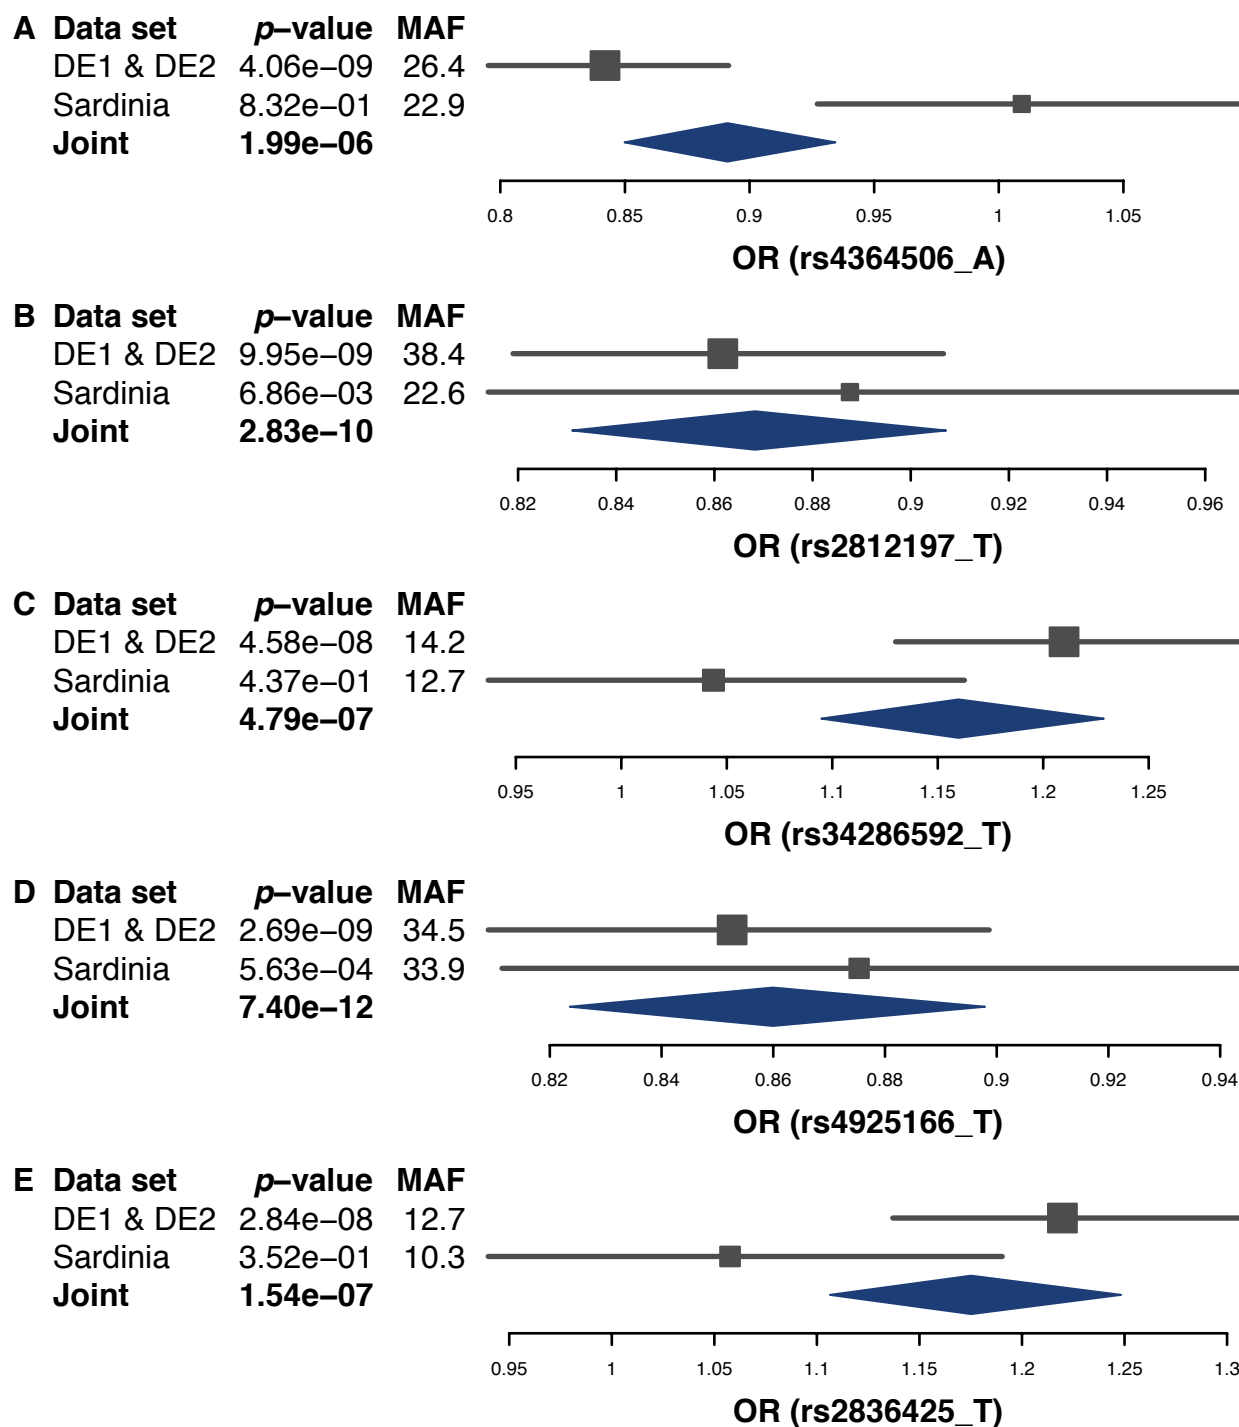 A Data set p–value MAF
DE1 & DE2 4.06e−09 26.4
Sardinia 8.32e−01 22.9
Joint 1.99e−06
0.8 0.85 0.9 0.95 1 1.05
OR (rs4364506_A)
B Data set p–value MAF
DE1 & DE2 9.95e−09 38.4
Sardinia 6.86e−03 22.6
Joint 2.83e−10
0.82 0.84 0.86 0.88 0.9 0.92 0.94 0.96
OR (rs2812197_T)
C Data set p–value MAF
DE1 & DE2 4.58e−08 14.2
Sardinia 4.37e−01 12.7
Joint 4.79e−07
0.95 1 1.05 1.1 1.15 1.2 1.25
OR (rs34286592_T)
D Data set p–value MAF
DE1 & DE2 2.69e−09 34.5
Sardinia 5.63e−04 33.9
Joint 7.40e−12
0.82 0.84 0.86 0.88 0.9 0.92 0.94
OR (rs4925166_T)
E Data set p–value MAF
DE1 & DE2 2.84e−08 12.7
Sardinia 3.52e−01 10.3
Joint 1.54e−07
0.95 1 1.05 1.1 1.15 1.2 1.25 1.3
OR (rs2836425_T)